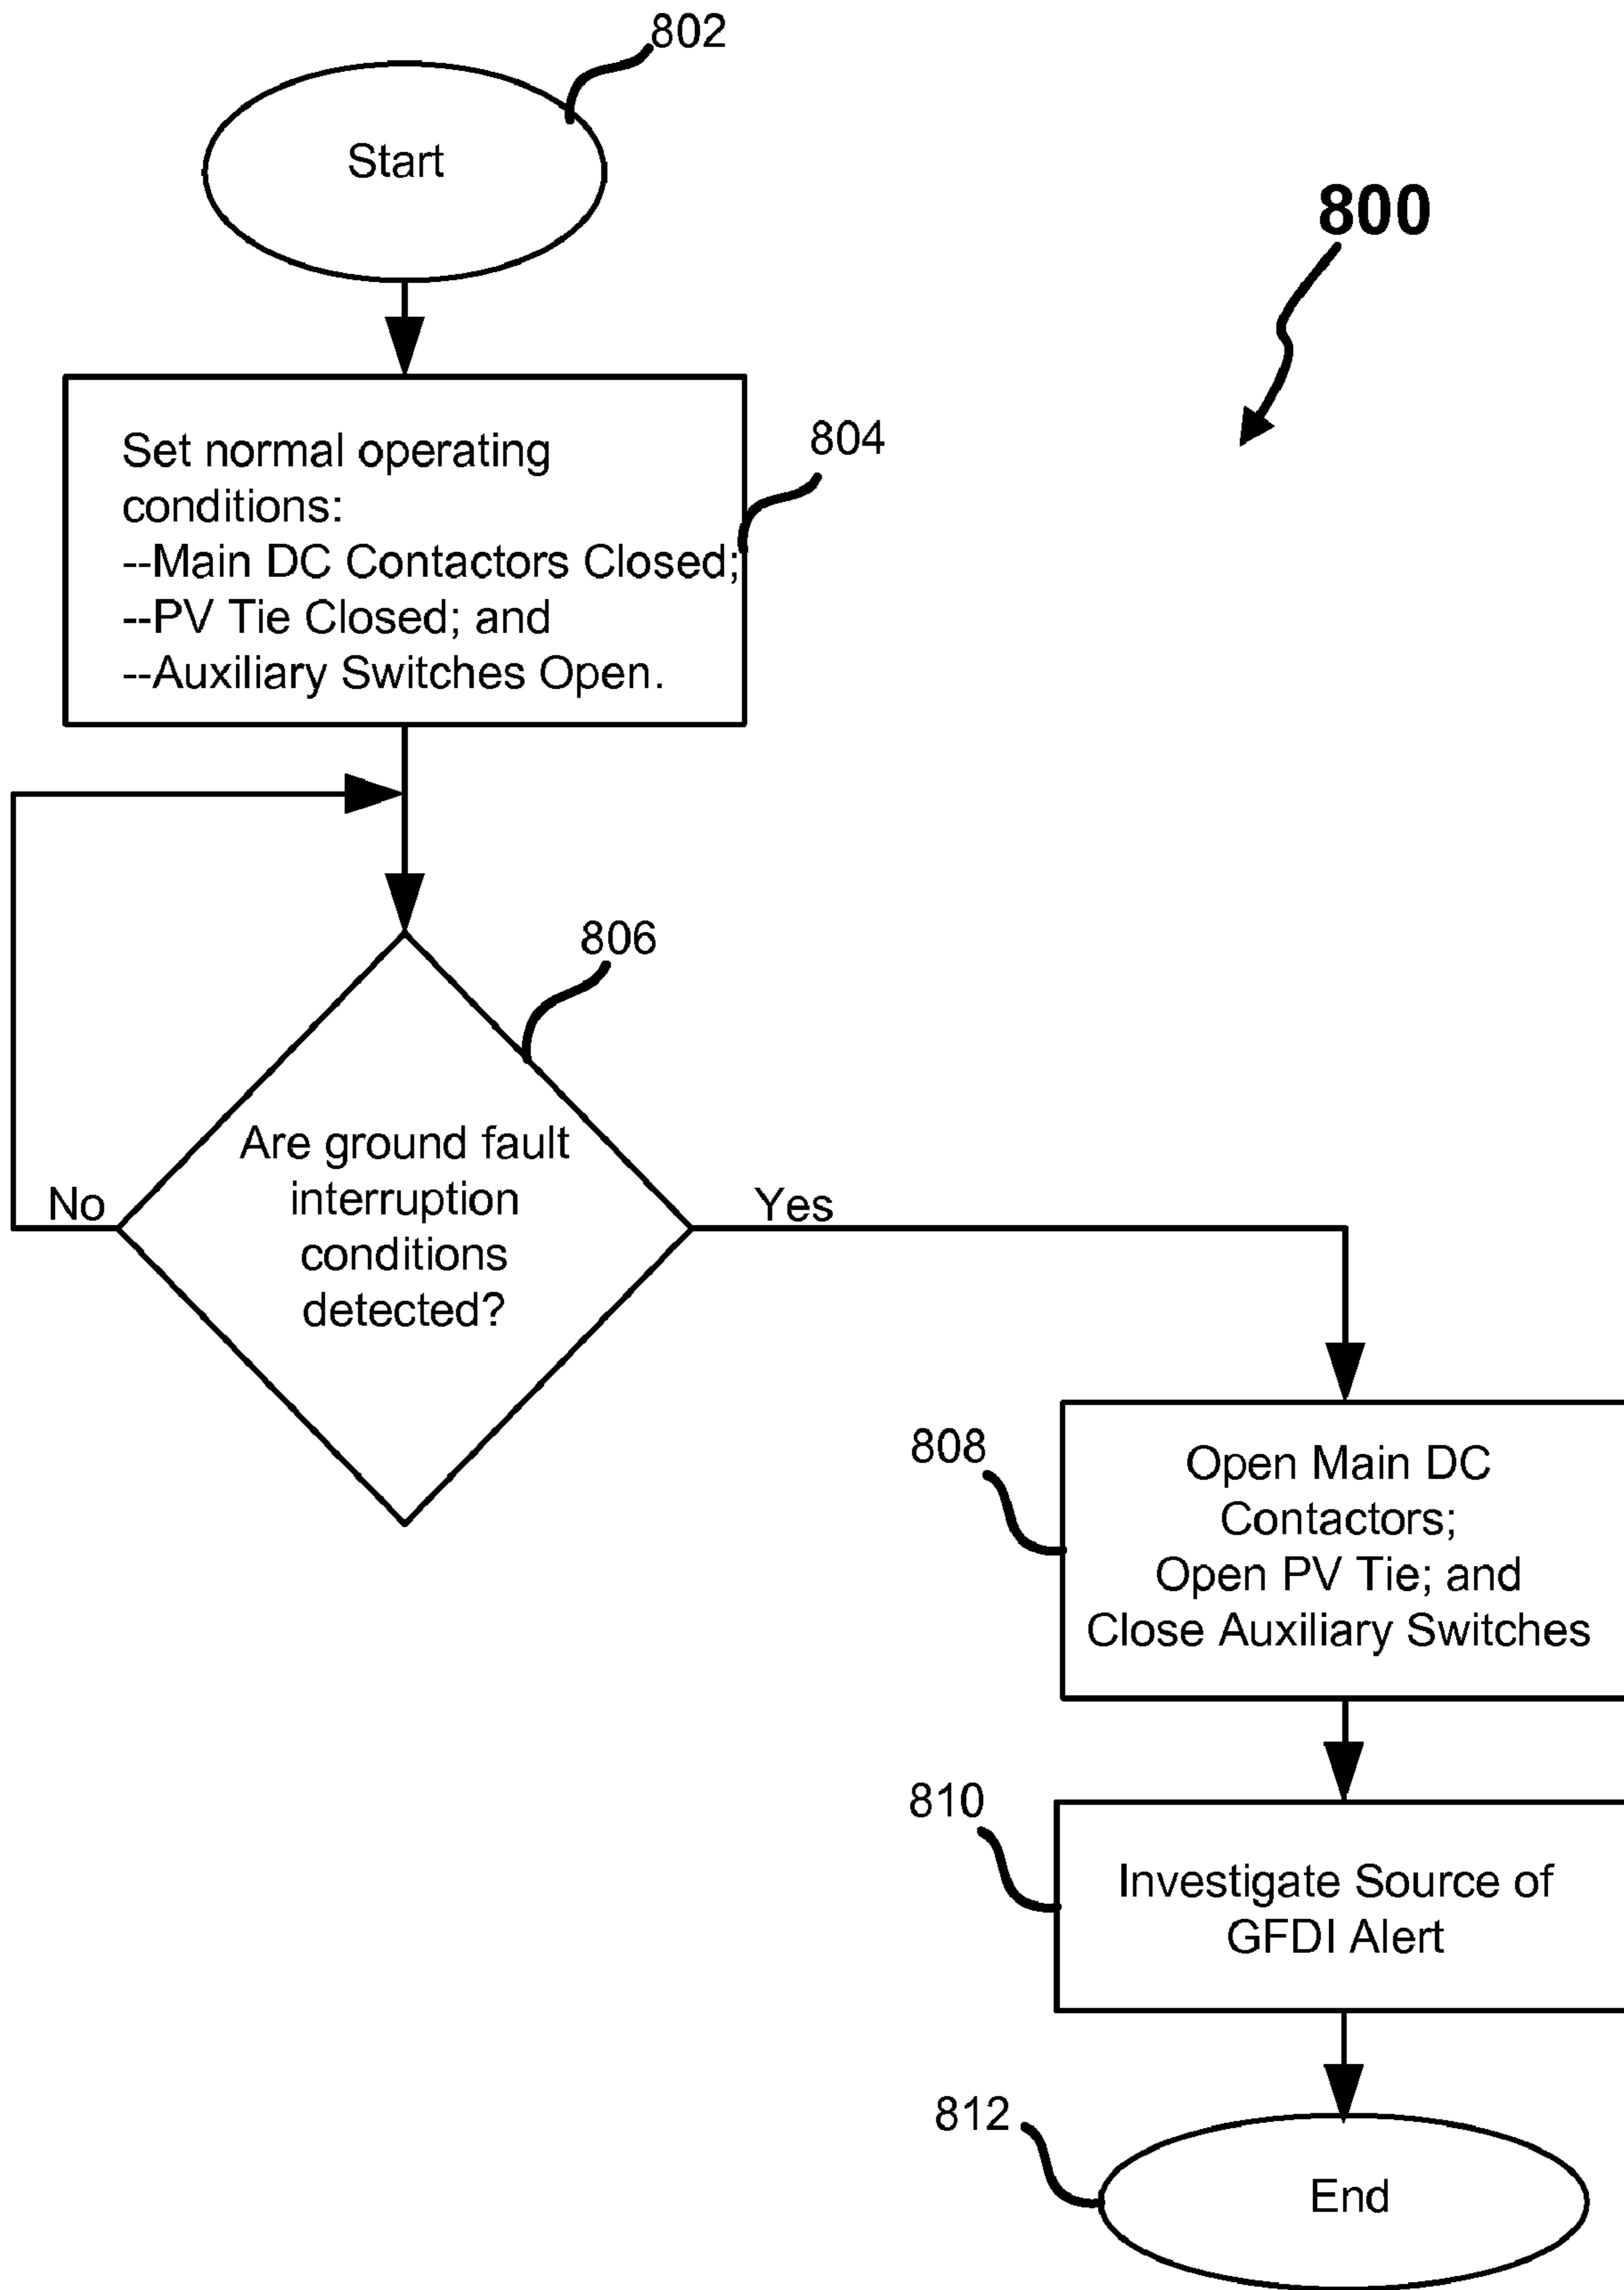 802
Start
800
Set normal operating
conditions:
--Main DC Contactors Closed;
--PV Tie Closed; and
--Auxiliary Switches Open.
804
806
Are ground fault
interruption
conditions
detected?
No
Yes
808
Open Main DC
Contactors;
Open PV Tie; and
Close Auxiliary Switches
810
Investigate Source of
GFDI Alert
812
End